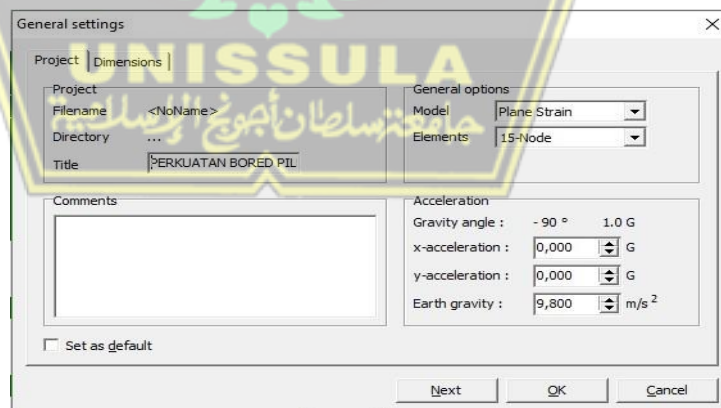 General settings
Project Dimensions
UNISSULA
جامعة سلطان أجونج الإسلامية
Project
Filename <NoName>
Directory ...
Title PERKUATAN BORED PIL
General options
Model Plane Strain
Elements 15-Node
Comments
Acceleration
Gravity angle : - 90 ° 1.0 G
x-acceleration : 0,000 G
y-acceleration : 0,000 G
Earth gravity : 9,800 m/s 2
Set as default
Next OK Cancel